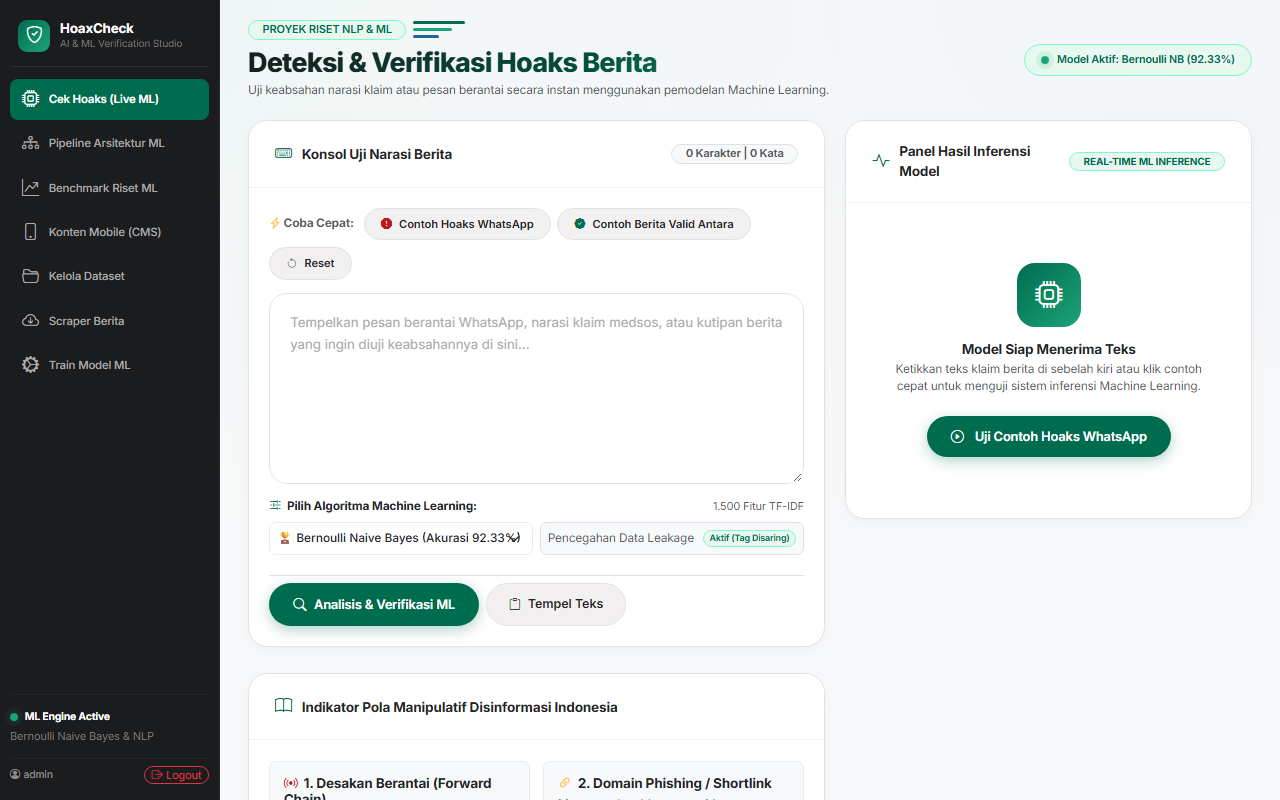 HoaxCheck
AI & ML Verification Studio
Cek Hoaks (Live ML)
Pipeline Arsitektur ML
Benchmark Riset ML
Konten Mobile (CMS)
Kelola Dataset
Scraper Berita
Train Model ML
ML Engine Active
Bernoulli Naive Bayes & NLP
admin
Logout
PROYEK RISET NLP & ML
Deteksi & Verifikasi Hoaks Berita
Uji keabsahan narasi klaim atau pesan berantai secara instan menggunakan pemodelan Machine Learning.
Model Aktif: Bernoulli NB (92.33%)
Konsol Uji Narasi Berita
0 Karakter | 0 Kata
Coba Cepat:
Contoh Hoaks WhatsApp
Contoh Berita Valid Antara
Reset
Tempelkan pesan berantai WhatsApp, narasi klaim medsos, atau kutipan berita
yang ingin diuji keabsahannya di sini...
Pilih Algoritma Machine Learning:
1.500 Fitur TF-IDF
Bernoulli Naive Bayes (Akurasi 92.33%)
Pencegahan Data Leakage
Aktif (Tag Disaring)
Analisis & Verifikasi ML
Tempel Teks
Panel Hasil Inferensi
Model
REAL-TIME ML INFERENCE
Model Siap Menerima Teks
Ketikkan teks klaim berita di sebelah kiri atau klik contoh
cepat untuk menguji sistem inferensi Machine Learning.
Uji Contoh Hoaks WhatsApp
Indikator Pola Manipulatif Disinformasi Indonesia
1. Desakan Berantai (Forward
Chain)
2. Domain Phishing / Shortlink